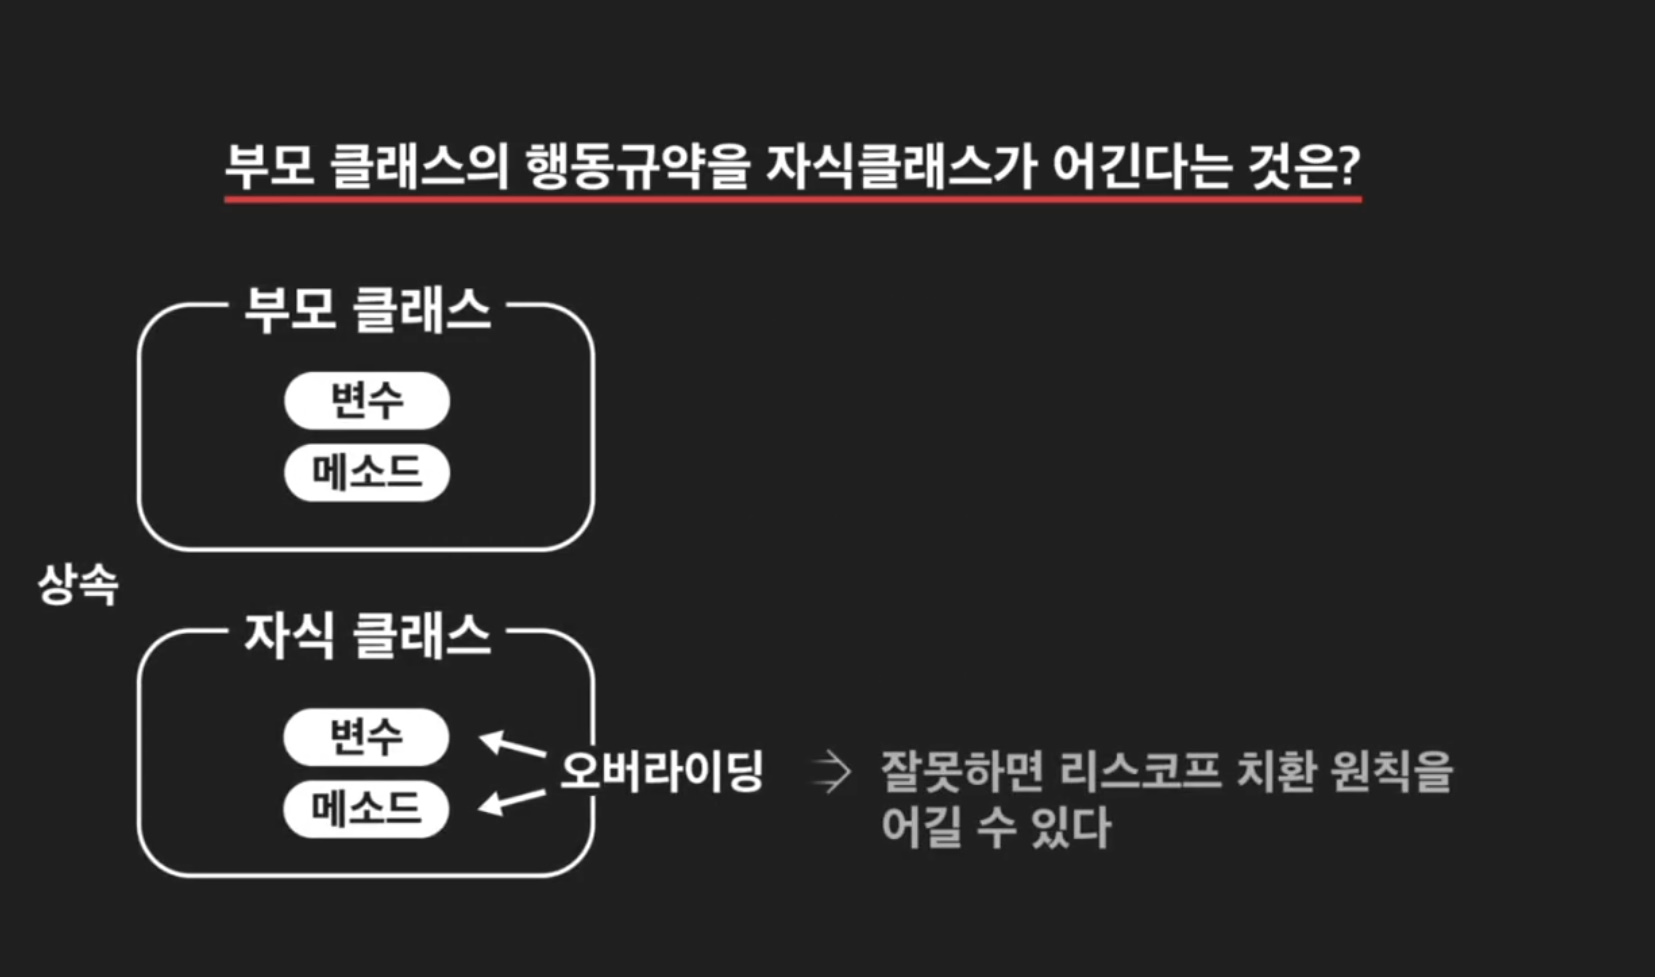 부모 클래스의 행동규약을 자식클래스가 어긴다는 것은?
부모 클래스
변수
메소드
상속
자식 클래스
변수
메소드
오버라이딩
잘못하면 리스코프 치환 원칙을
어길 수 있다